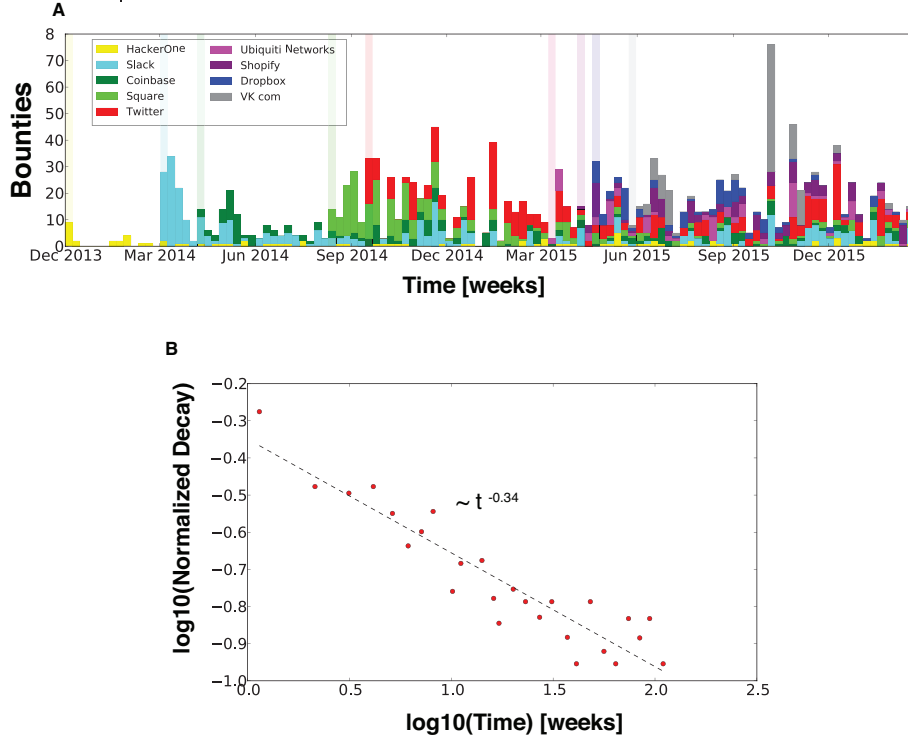 A
80
70
60
50
40
30
20
10
0
Bounties
HackerOne
Slack
Coinbase
Square
Twitter
Ubiquiti Networks
Shopify
Dropbox
VK com
Dec 2013 Mar 2014 Jun 2014 Sep 2014 Dec 2014 Mar 2015 Jun 2015 Sep 2015 Dec 2015
Time [weeks]
B
−0.2
−0.3
−0.4
−0.5
−0.6
−0.7
−0.8
−0.9
−1.0
log10(Normalized Decay)
~ t -0.34
0.0 0.5 1.0 1.5 2.0 2.5
log10(Time) [weeks]